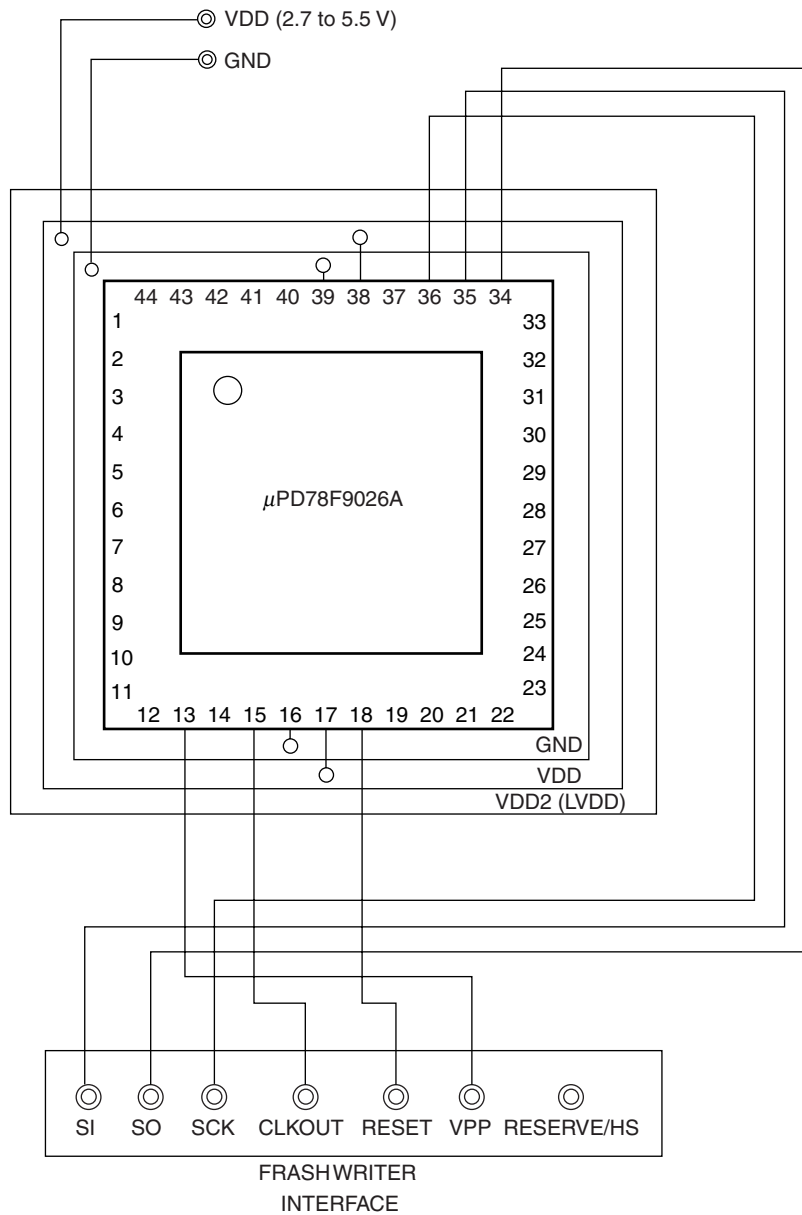 VDD (2.7 to 5.5 V)
GND
44 43 42 41 40 39 38 37 36 35 34
1 33
2 32
3 31
4 30
5 29
6 μPD78F9026A 28
7 27
8 26
9 25
10 24
11 23
12 13 14 15 16 17 18 19 20 21 22
GND
VDD
VDD2 (LVDD)
SI SO SCK CLKOUT RESET VPP RESERVE/HS
FRASHWRITER
INTERFACE